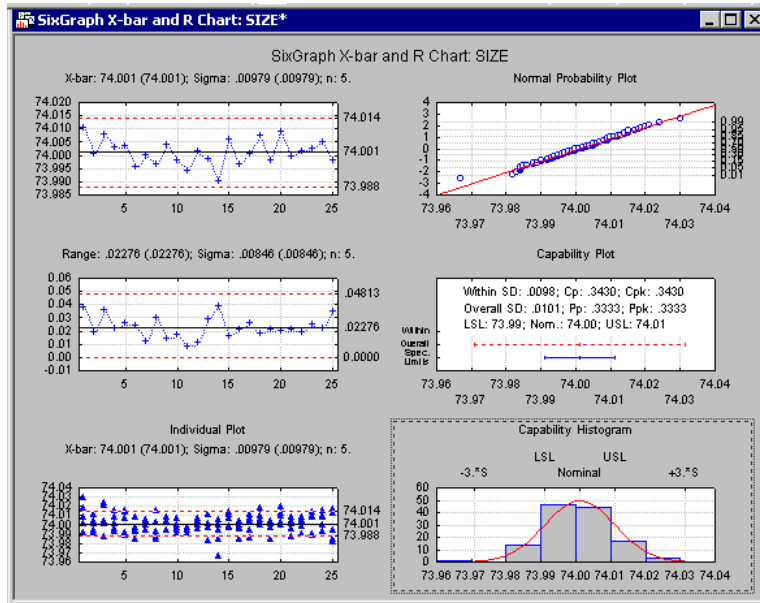 SixGraph X-bar and R Chart: SIZE*
SixGraph X-bar and R Chart: SIZE
X-bar: 74.001 (74.001); Sigma: .00979 (.00979); n: 5.
74.020
74.015
74.010
74.005
74.000
73.995
73.990
73.985
74.014
74.001
73.988
5 10 15 20 25
Normal Probability Plot
4
3
2
1
0
-1
-2
-3
-4
0.99
0.01
73.96 73.98 74.00 74.02 74.04
73.97 73.99 74.01 74.03
Range: .02276 (.02276); Sigma: .00846 (.00846); n: 5.
0.06
0.05
0.04
0.03
0.02
0.01
0.00
-0.01
.04813
.02276
0.0000
5 10 15 20 25
Capability Plot
Within SD: .0098; Cp: .3430; Cpk: .3430
Overall SD: .0101; Pp: .3333; Ppk: .3333
LSL: 73.99; Nom.: 74.00; USL: 74.01
Within
Overall
Spec.
Limits
73.96 73.98 74.00 74.02 74.04
73.97 73.99 74.01 74.03
Individual Plot
X-bar: 74.001 (74.001); Sigma: .00979 (.00979); n: 5.
74.04
74.03
74.02
74.01
74.00
73.99
73.98
73.97
73.96
74.014
74.001
73.988
5 10 15 20 25
Capability Histogram
LSL USL
-3.*S Nominal +3.*S
60
50
40
30
20
10
0
73.96 73.97 73.98 73.99 74.00 74.01 74.02 74.03 74.04